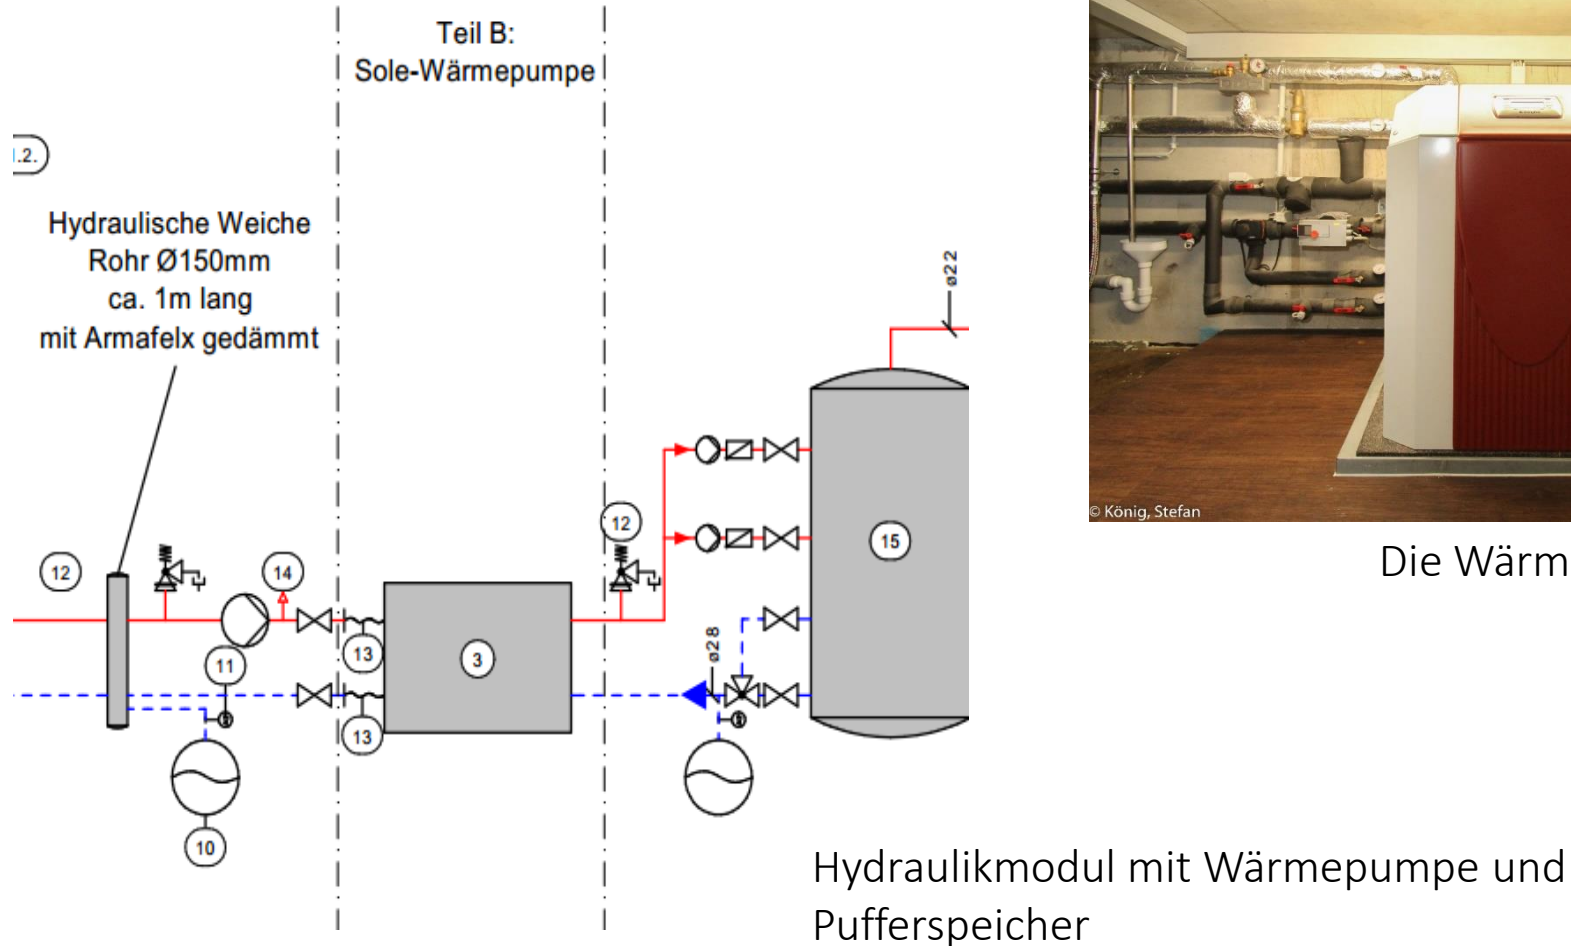 Teil B:
Sole-Wärmepumpe
.2.
Hydraulische Weiche
Rohr Ø150mm
ca. 1m lang
mit Armafelx gedämmt
ø22
12
12
14
15
13
3
11
ø28
13
10
© König, Stefan
Die Wärm
Hydraulikmodul mit Wärmepumpe und
Pufferspeicher